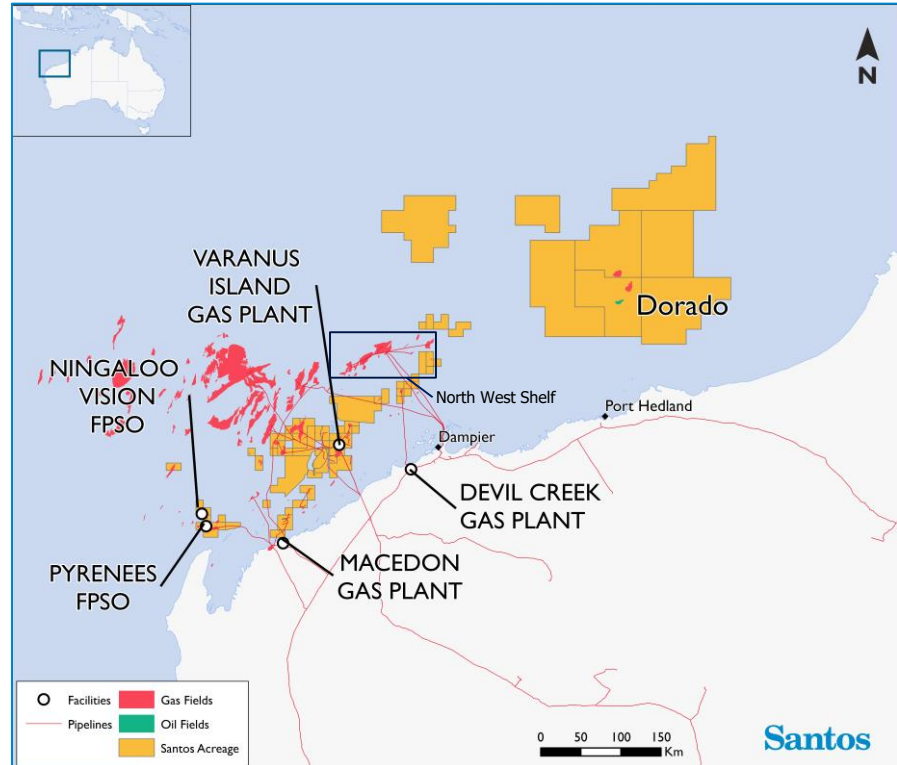 N
VARANUS
ISLAND
GAS PLANT
Dorado
NINGALOO
VISION
FPSO
North West Shelf
Port Hedland
Dampier
DEVIL CREEK
GAS PLANT
PYRENEES
FPSO
MACEDON
GAS PLANT
Facilities
Gas Fields
Pipelines
Oil Fields
Santos Acreage
0 50 100 150
Km
Santos